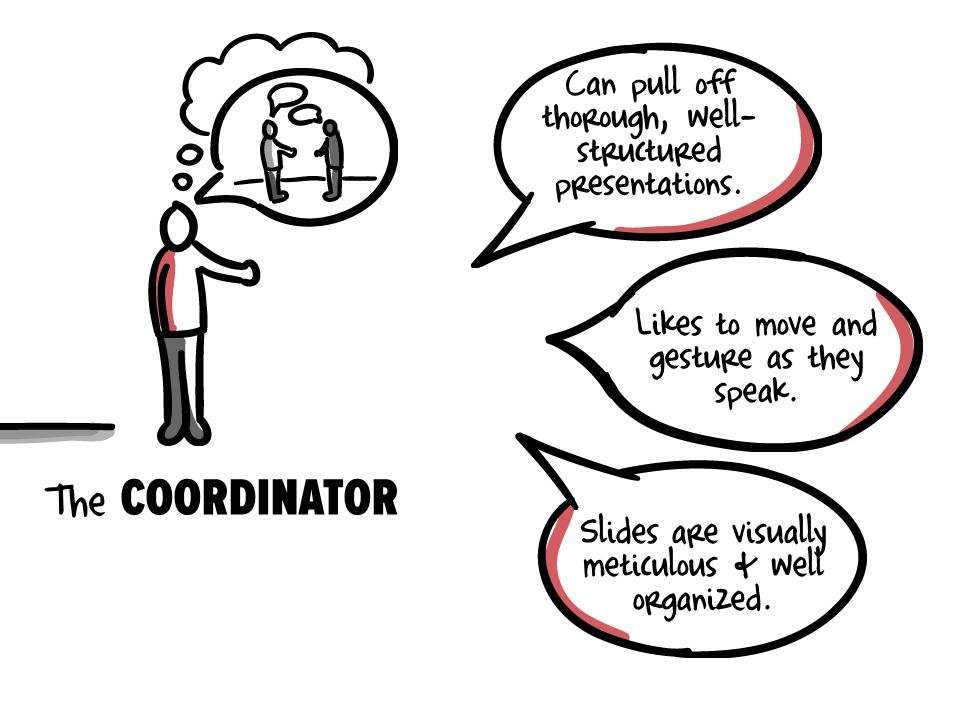 Can pull off
thorough, well-
structured
presentations.
Likes to move and
gesture as they
speak.
The COORDINATOR
Slides are visually
meticulous & well
organized.